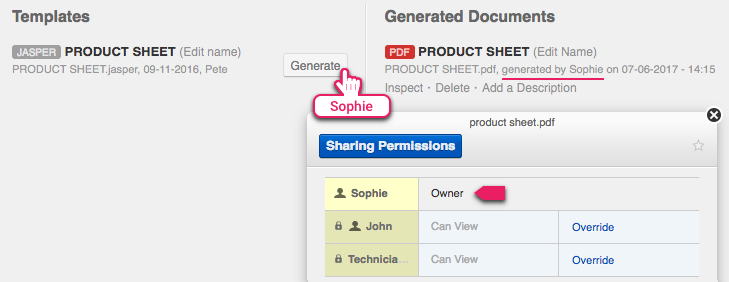 Templates
JASPER PRODUCT SHEET (Edit name)
PRODUCT SHEET.jasper, 09-11-2016, Pete
Generate
Sophie
Generated Documents
PDF PRODUCT SHEET (Edit Name)
PRODUCT SHEET.pdf, generated by Sophie on 07-06-2017 - 14:15
Inspect · Delete · Add a Description
product sheet.pdf
Sharing Permissions
Sophie Owner
John Can View Override
Technicia... Can View Override